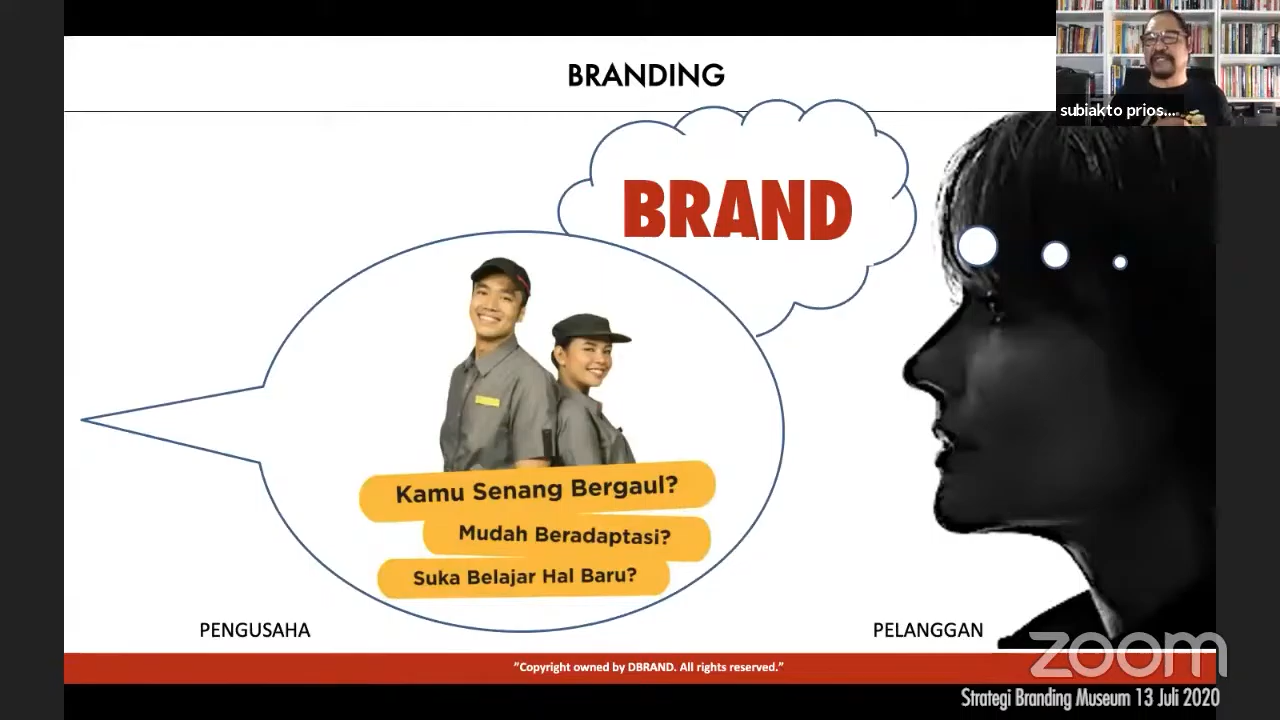 BRANDING
subiakto prios...
BRAND
Kamu Senang Bergaul?
Mudah Beradaptasi?
Suka Belajar Hal Baru?
PENGUSAHA
PELANGGAN
"Copyright owned by DBRAND. All rights reserved."
zoom
Strategi Branding Museum 13 Juli 2020